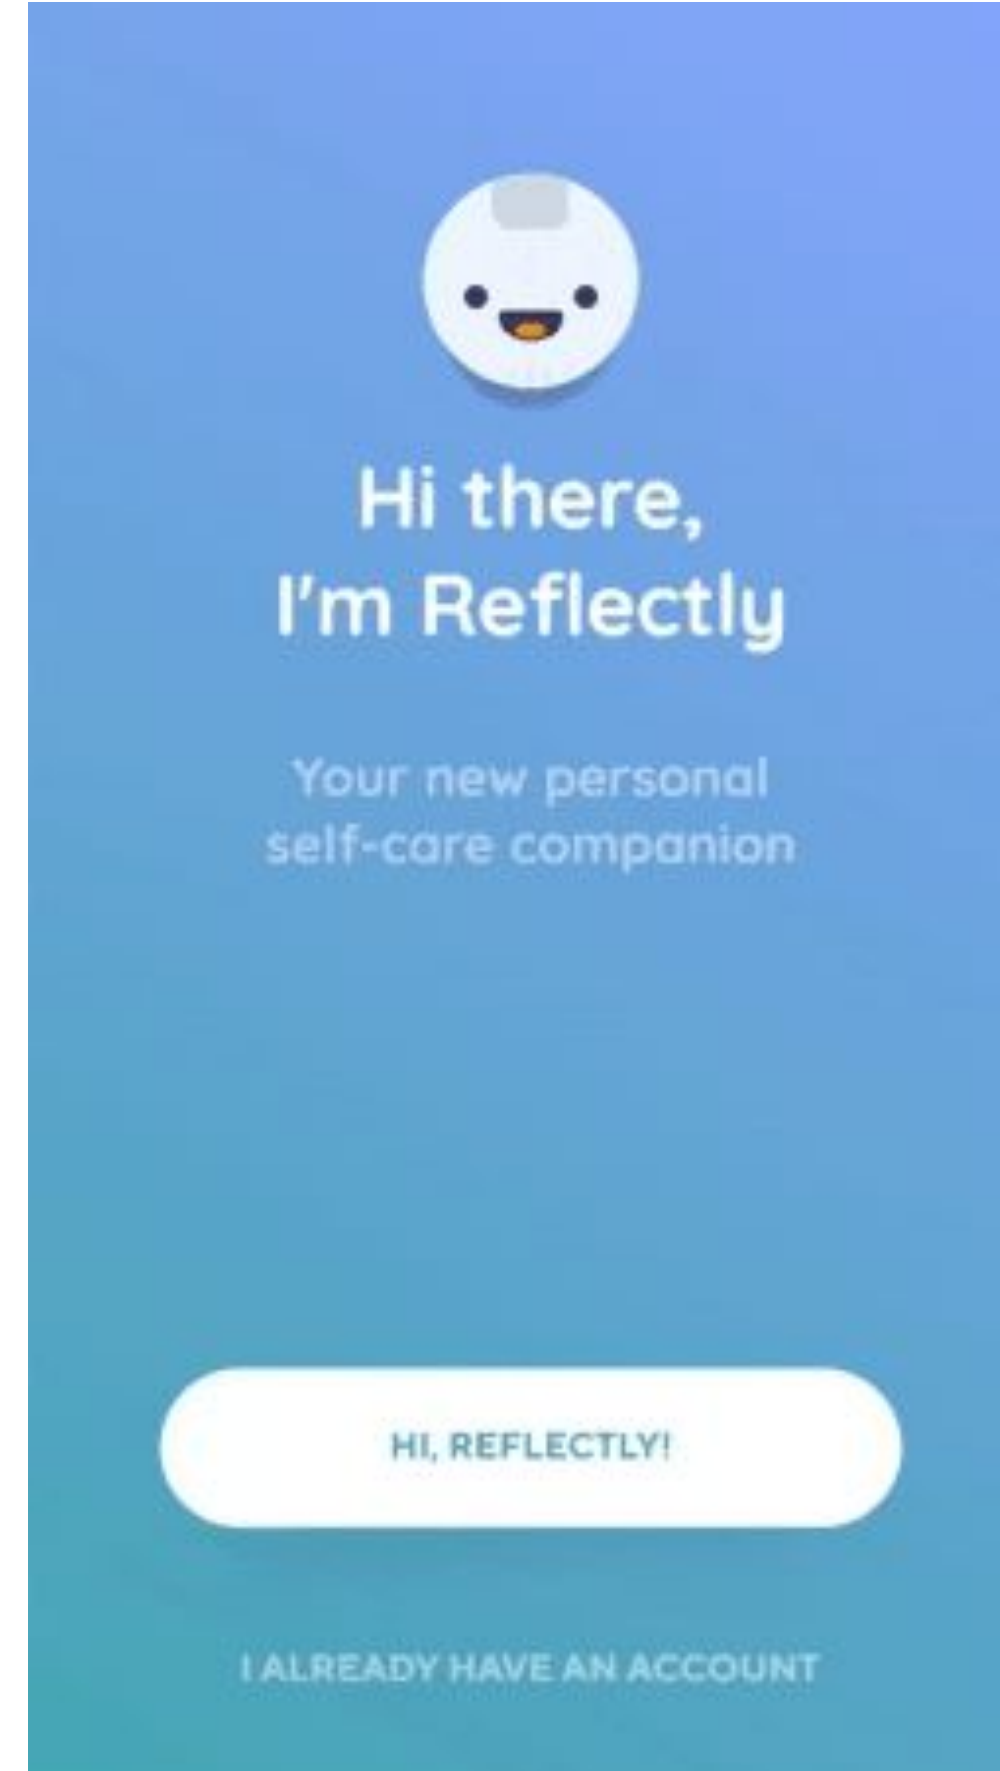 Hi there,
I'm Reflectly
Your new personal
self-care companion
HI, REFLECTLY!
I ALREADY HAVE AN ACCOUNT